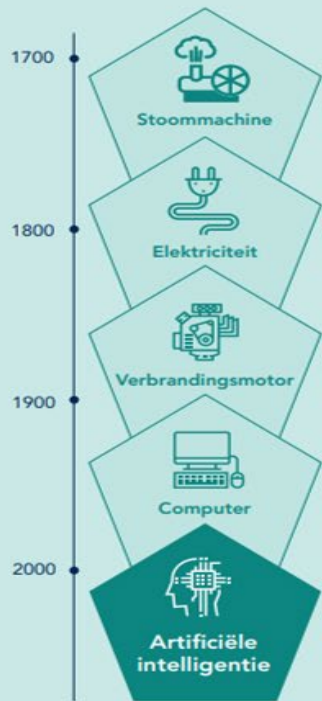 1700
Stoommachine
1800
Elektriciteit
Verbrandingsmotor
1900
Computer
2000
Artificiële
intelligentie